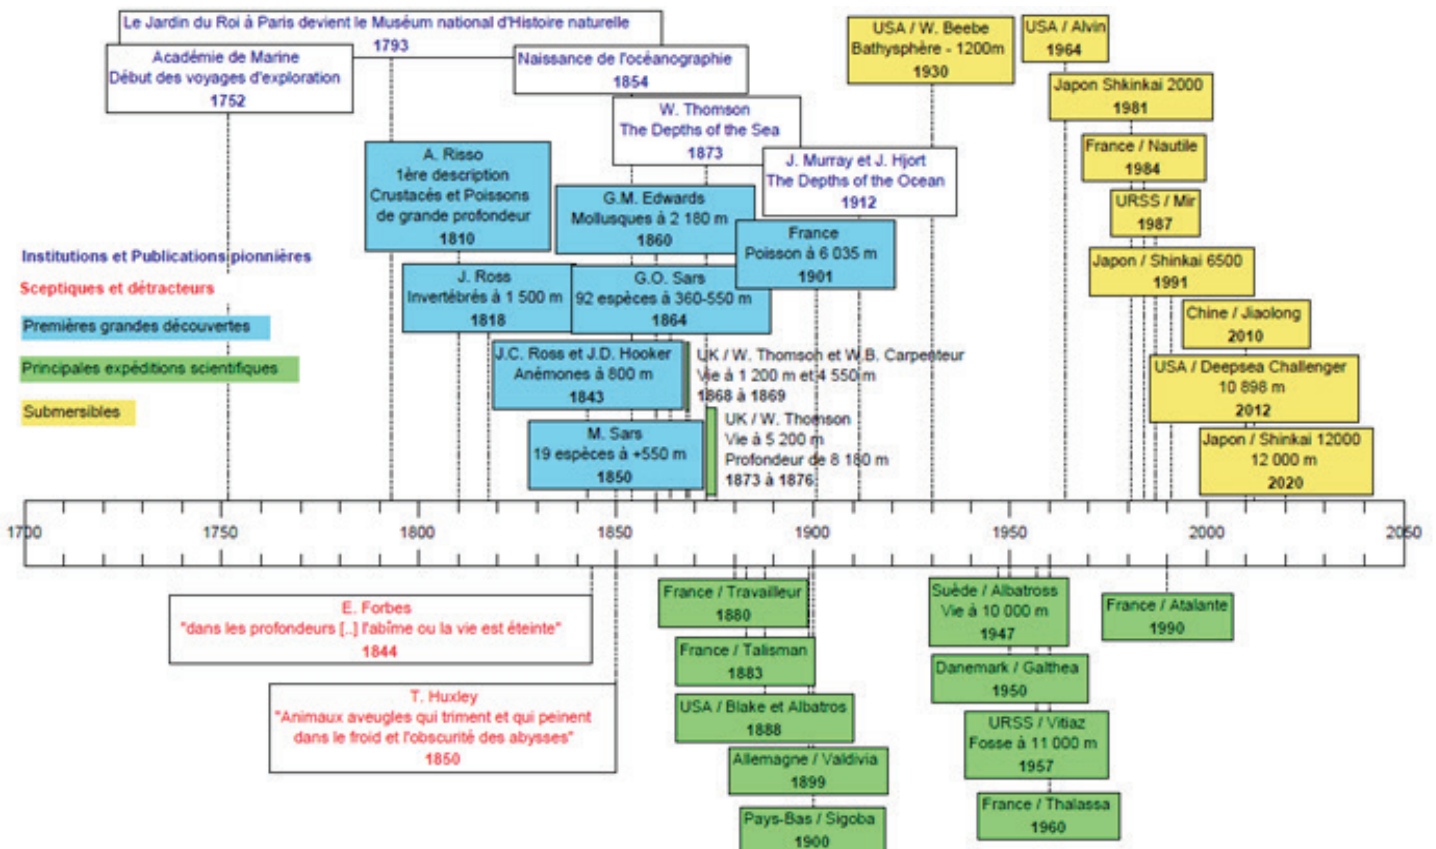 Le Jardin du Roi à Paris devient le Muséum national d'Histoire naturelle
1793
Académie de Marine
Début des voyages d'exploration
1752
Naissance de l'océanographie
1854
W. Thomson
The Depths of the Sea
1873
J. Murray et J. Hjort
The Depths of the Ocean
1912
USA / W. Beebe
Bathysphère - 1200m
1930
USA / Alvin
1964
Japon Shkinkai 2000
1981
France / Nautile
1984
URSS / Mir
1987
Japon / Shinkai 6500
1991
Chine / Jiaolong
2010
USA / Deepsea Challenger
10 898 m
2012
Japon / Shinkai 12000
12 000 m
2020
A. Risso
1ère description
Crustacés et Poissons
de grande profondeur
1810
G.M. Edwards
Mollusques à 2 180 m
1860
France
Poisson à 6 035 m
1901
J. Ross
Invertébrés à 1 500 m
1818
G.O. Sars
92 espèces à 360-550 m
1864
J.C. Ross et J.D. Hooker
Anémones à 800 m
1843
UK / W. Thomson et W.B. Carpenteur
Vie à 1 200 m et 4 550 m
1868 à 1869
M. Sars
19 espèces à +550 m
1850
UK / W. Thomson
Vie à 5 200 m
Profondeur de 8 180 m
1873 à 1876
Institutions et Publications pionnières
Sceptiques et détracteurs
Premières grandes découvertes
Principales expéditions scientifiques
Submersibles
1700 1750 1800 1850 1900 1950 2000 2050
E. Forbes
"dans les profondeurs [..] l'abîme ou la vie est éteinte"
1844
T. Huxley
"Animaux aveugles qui triment et qui peinent
dans le froid et l'obscurité des abysses"
1850
France / Travailleur
1880
France / Talisman
1883
USA / Blake et Albatros
1888
Allemagne / Valdivia
1899
Pays-Bas / Sigoba
1900
Suède / Albatross
Vie à 10 000 m
1947
Danemark / Galthea
1950
URSS / Vitiaz
Fosse à 11 000 m
1957
France / Thalassa
1960
France / Atalante
1990